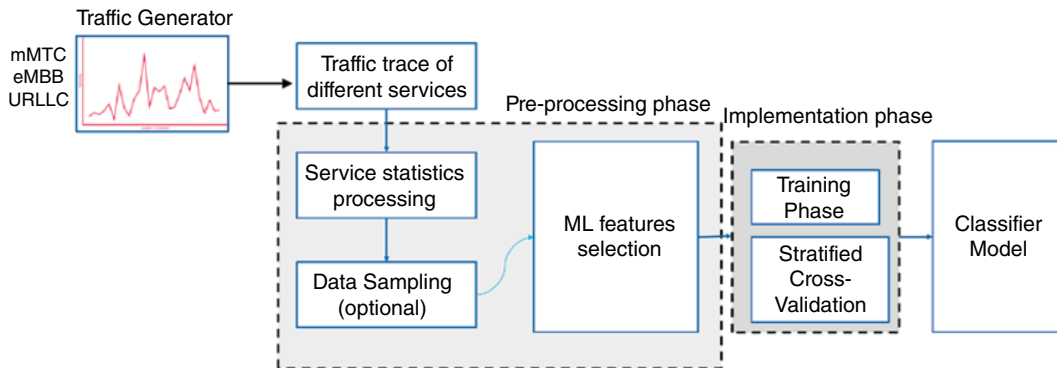 Traffic Generator
mMTC
eMBB
URLLC
Traffic trace of
different services
Pre-processing phase
Implementation phase
Service statistics
processing
Data Sampling
(optional)
ML features
selection
Training
Phase
Stratified
Cross-
Validation
Classifier
Model